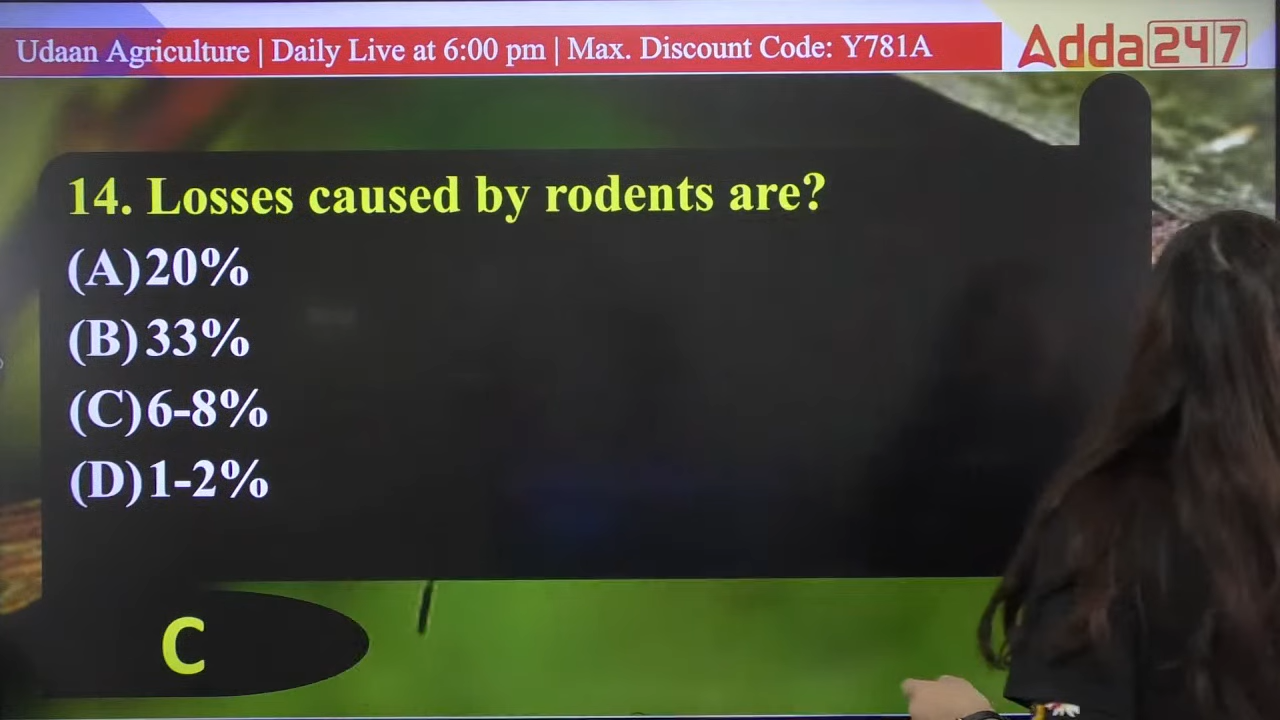 Udaan Agriculture | Daily Live at 6:00 pm | Max. Discount Code: Y781A
Adda247
14. Losses caused by rodents are?
(A) 20%
(B) 33%
(C) 6-8%
(D) 1-2%
C